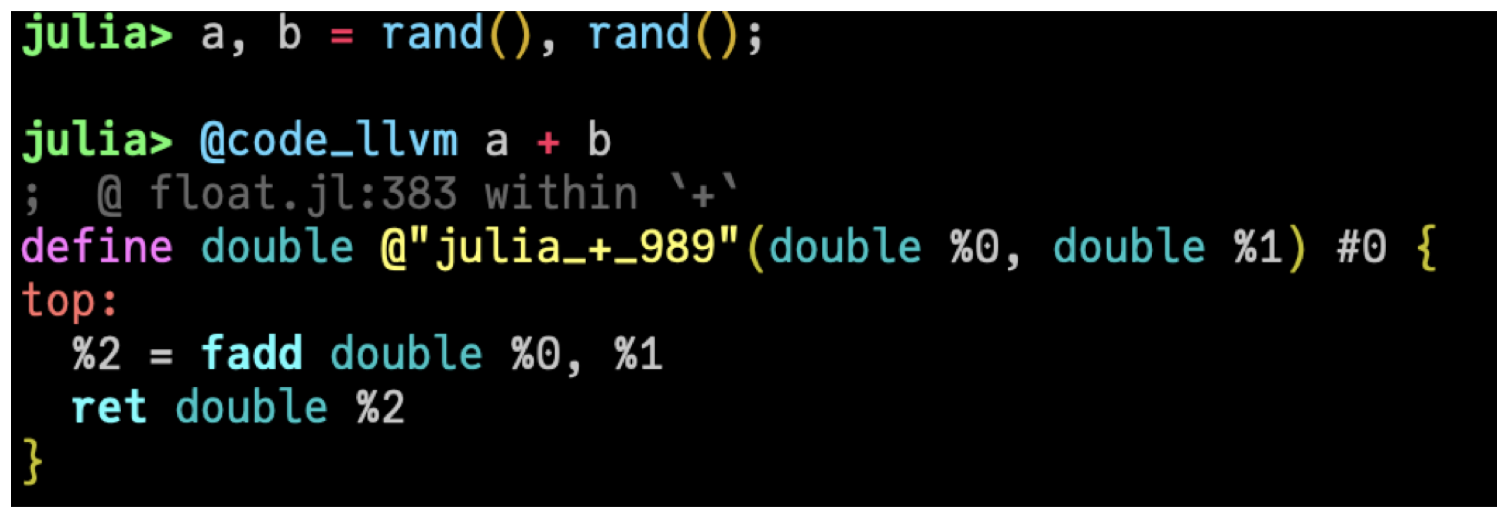 julia> a, b = rand(), rand();
julia> @code_llvm a + b
;  @ float.jl:383 within `+`
define double @"julia_+_989"(double %0, double %1) #0 {
top:
  %2 = fadd double %0, %1
  ret double %2
}